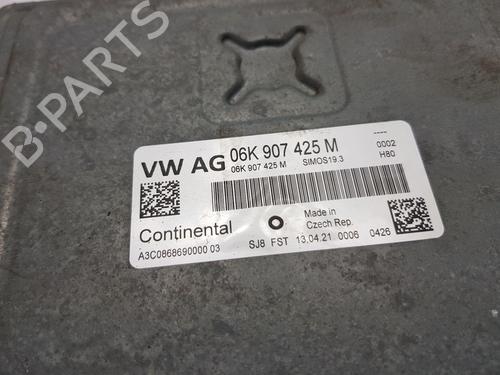 VW AG 06K 907 425 M ----
06K 907 425 M SIMOS19.3 0002
H80
Continental Made in
Czech Rep.
A3C0868690000 03 SJ8 FST 13.04.21 0006 0426
B-PARTS